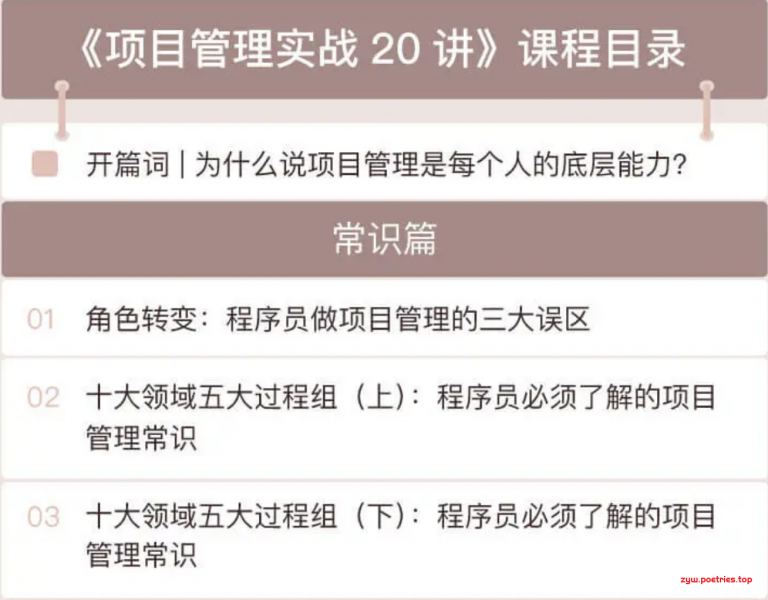 《项目管理实战 20 讲》课程目录
开篇词 | 为什么说项目管理是每个人的底层能力?
常识篇
01 角色转变：程序员做项目管理的三大误区
02 十大领域五大过程组（上）：程序员必须了解的项目
管理常识
03 十大领域五大过程组（下）：程序员必须了解的项目
管理常识
zyw.poetries.top